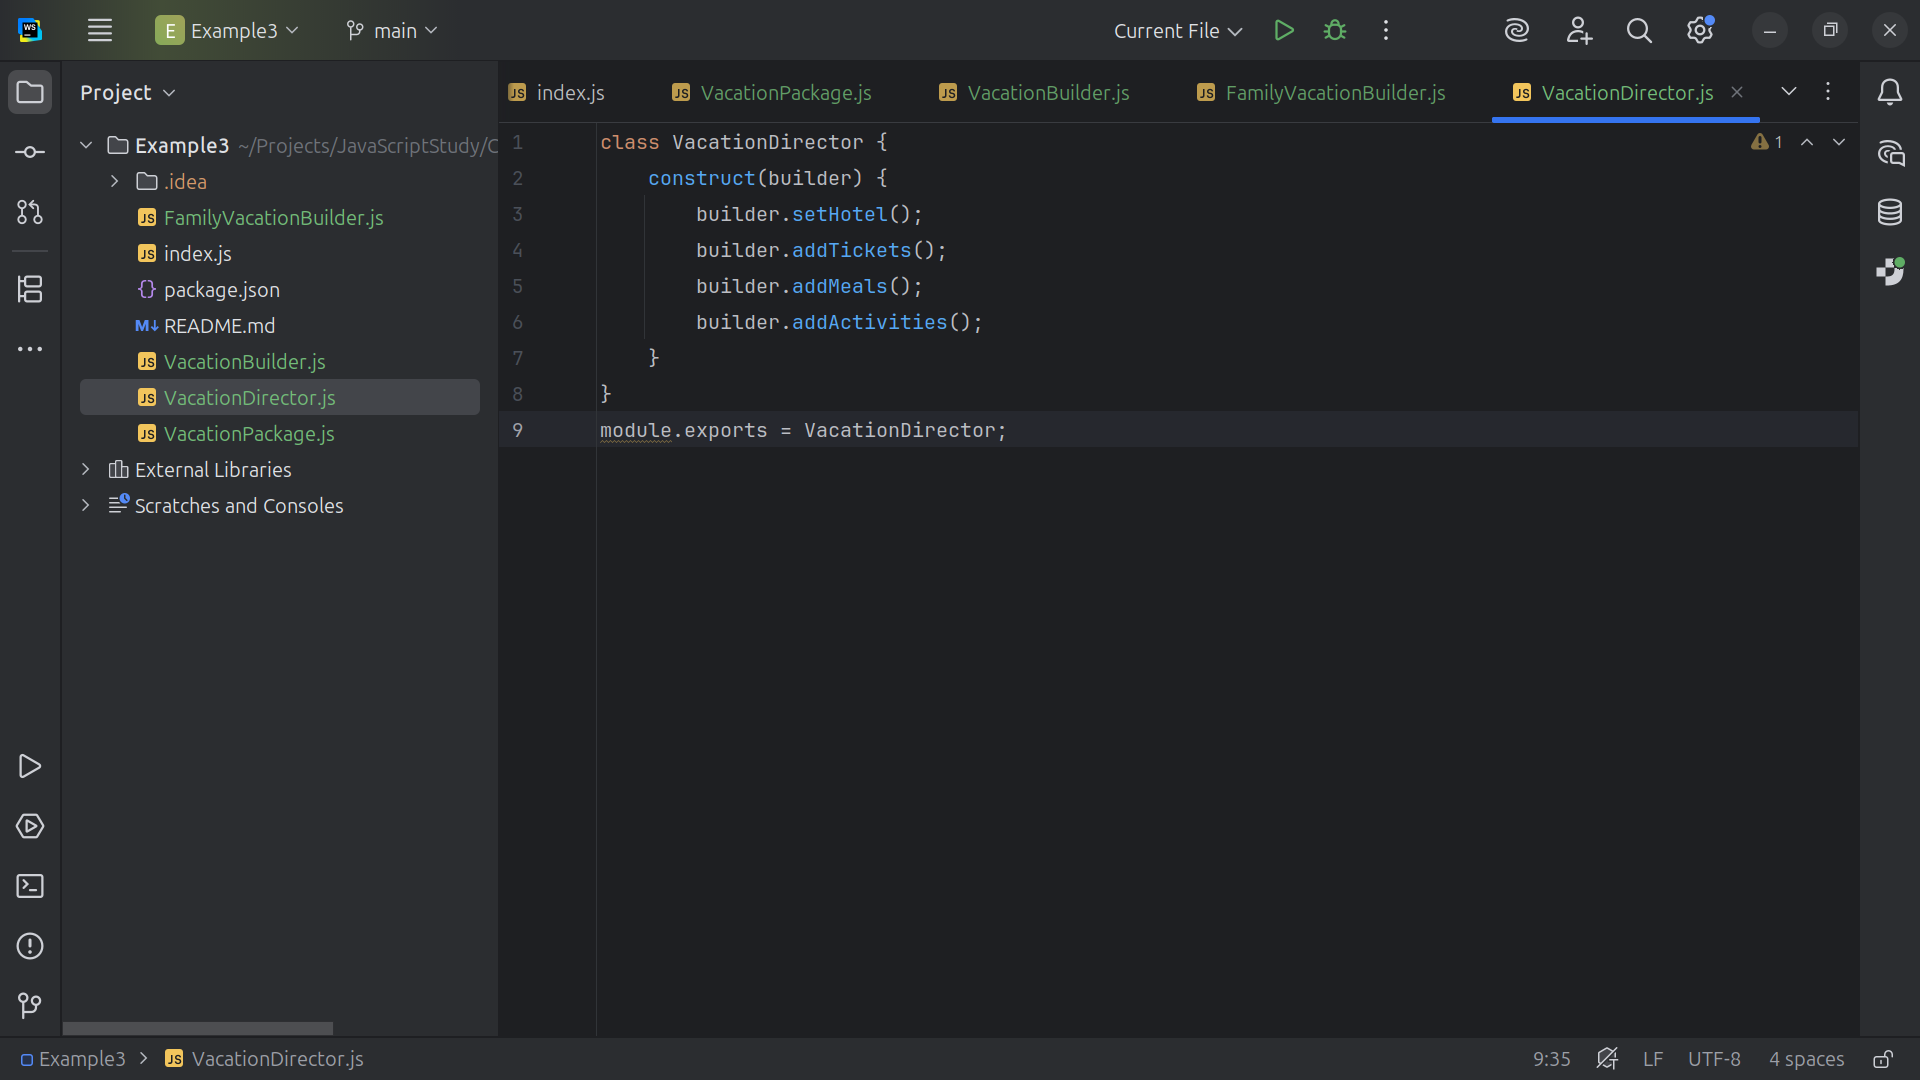 WS
E Example3
main
Current File
Project
JS index.js
JS VacationPackage.js
JS VacationBuilder.js
JS FamilyVacationBuilder.js
JS VacationDirector.js
Example3 ~/Projects/JavaScriptStudy/C
.idea
JS FamilyVacationBuilder.js
JS index.js
{} package.json
M↓ README.md
JS VacationBuilder.js
JS VacationDirector.js
JS VacationPackage.js
External Libraries
Scratches and Consoles
1 class VacationDirector {
2 construct(builder) {
3 builder.setHotel();
4 builder.addTickets();
5 builder.addMeals();
6 builder.addActivities();
7 }
8 }
9 module.exports = VacationDirector;
1
Example3 > JS VacationDirector.js
9:35
LF
UTF-8
4 spaces